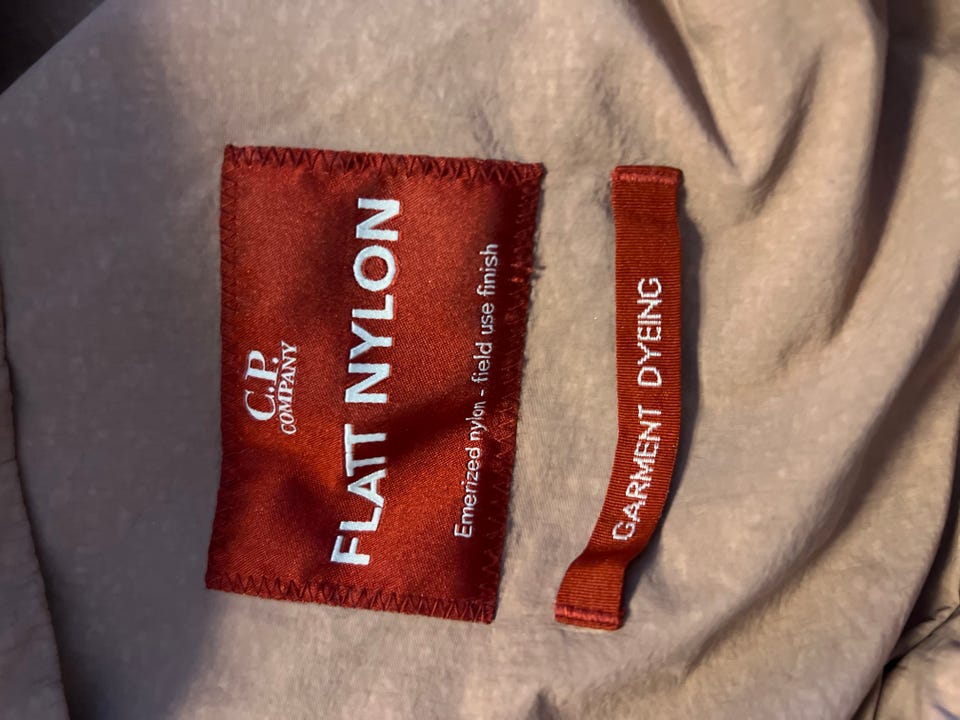 C.P.
COMPANY
FLATT NYLON
Emerized nylon - field use finish
GARMENT DYEING